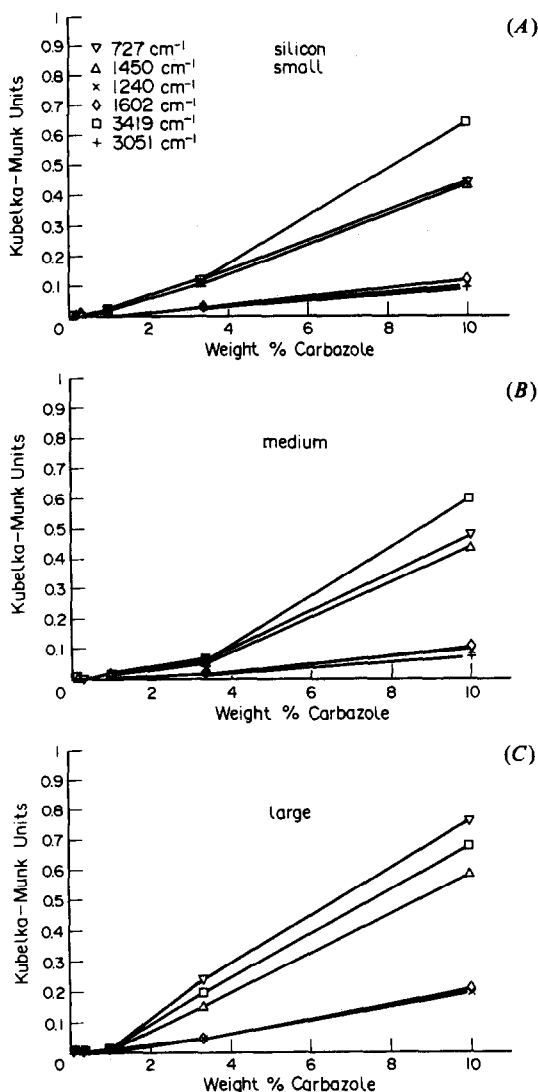 (A)
silicon
small
▽ 727 cm⁻¹
△ 1450 cm⁻¹
× 1240 cm⁻¹
◇ 1602 cm⁻¹
□ 3419 cm⁻¹
+ 3051 cm⁻¹
Kubelka-Munk Units
1
0.9
0.8
0.7
0.6
0.5
0.4
0.3
0.2
0.1
2 4 6 8 10
Weight % Carbazole
(B)
medium
Kubelka-Munk Units
1
0.9
0.8
0.7
0.6
0.5
0.4
0.3
0.2
0.1
0 2 4 6 8 10
Weight % Carbazole
(C)
large
Kubelka-Munk Units
1
0.9
0.8
0.7
0.6
0.5
0.4
0.3
0.2
0.1
0 2 4 6 8 10
Weight % Carbazole